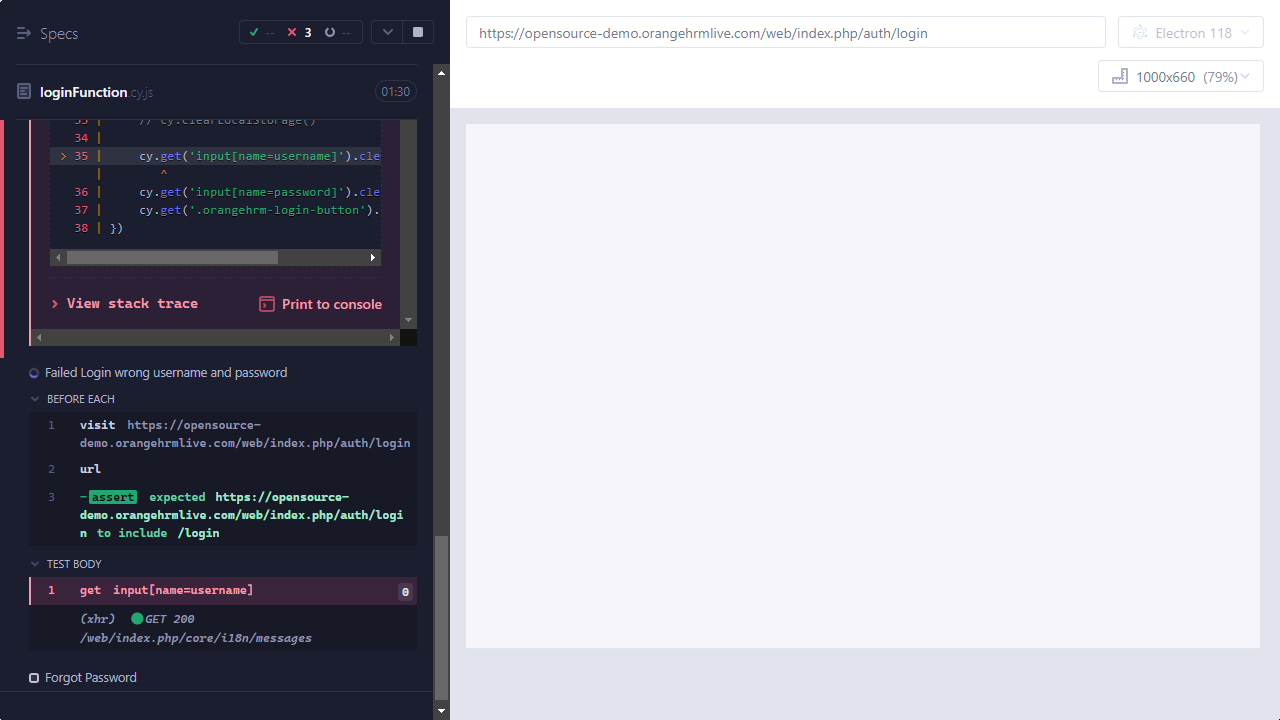 Specs
-- 3 --
https://opensource-demo.orangehrmlive.com/web/index.php/auth/login
Electron 118
1000x660 (79%)
loginFunction.cy.js
01:30
33 | // cy.clearLocalStorage()
34 |
> 35 | cy.get('input[name=username]').cle
| ^
36 | cy.get('input[name=password]').cle
37 | cy.get('.orangehrm-login-button').
38 | })
> View stack trace
Print to console
Failed Login wrong username and password
BEFORE EACH
1 visit https://opensource-
demo.orangehrmlive.com/web/index.php/auth/login
2 url
3 -assert expected https://opensource-
demo.orangehrmlive.com/web/index.php/auth/logi
n to include /login
TEST BODY
1 get input[name=username] 0
(xhr) GET 200
/web/index.php/core/i18n/messages
Forgot Password